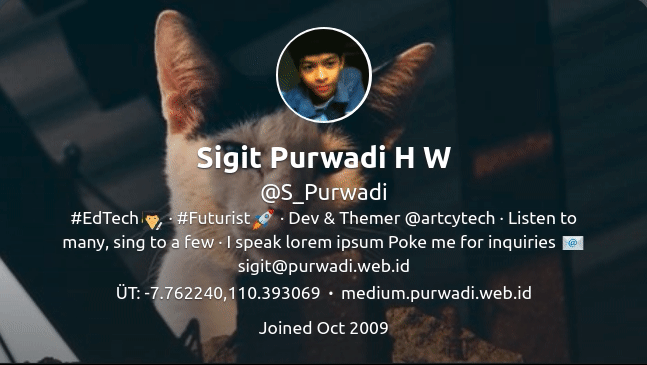 Sigit Purwadi H W
@S_Purwadi
#EdTech 👨‍🎨 · #Futurist 🚀 · Dev & Themer @artcytech · Listen to
many, sing to a few · I speak lorem ipsum Poke me for inquiries 📧
sigit@purwadi.web.id
ÜT: -7.762240,110.393069 • medium.purwadi.web.id
Joined Oct 2009